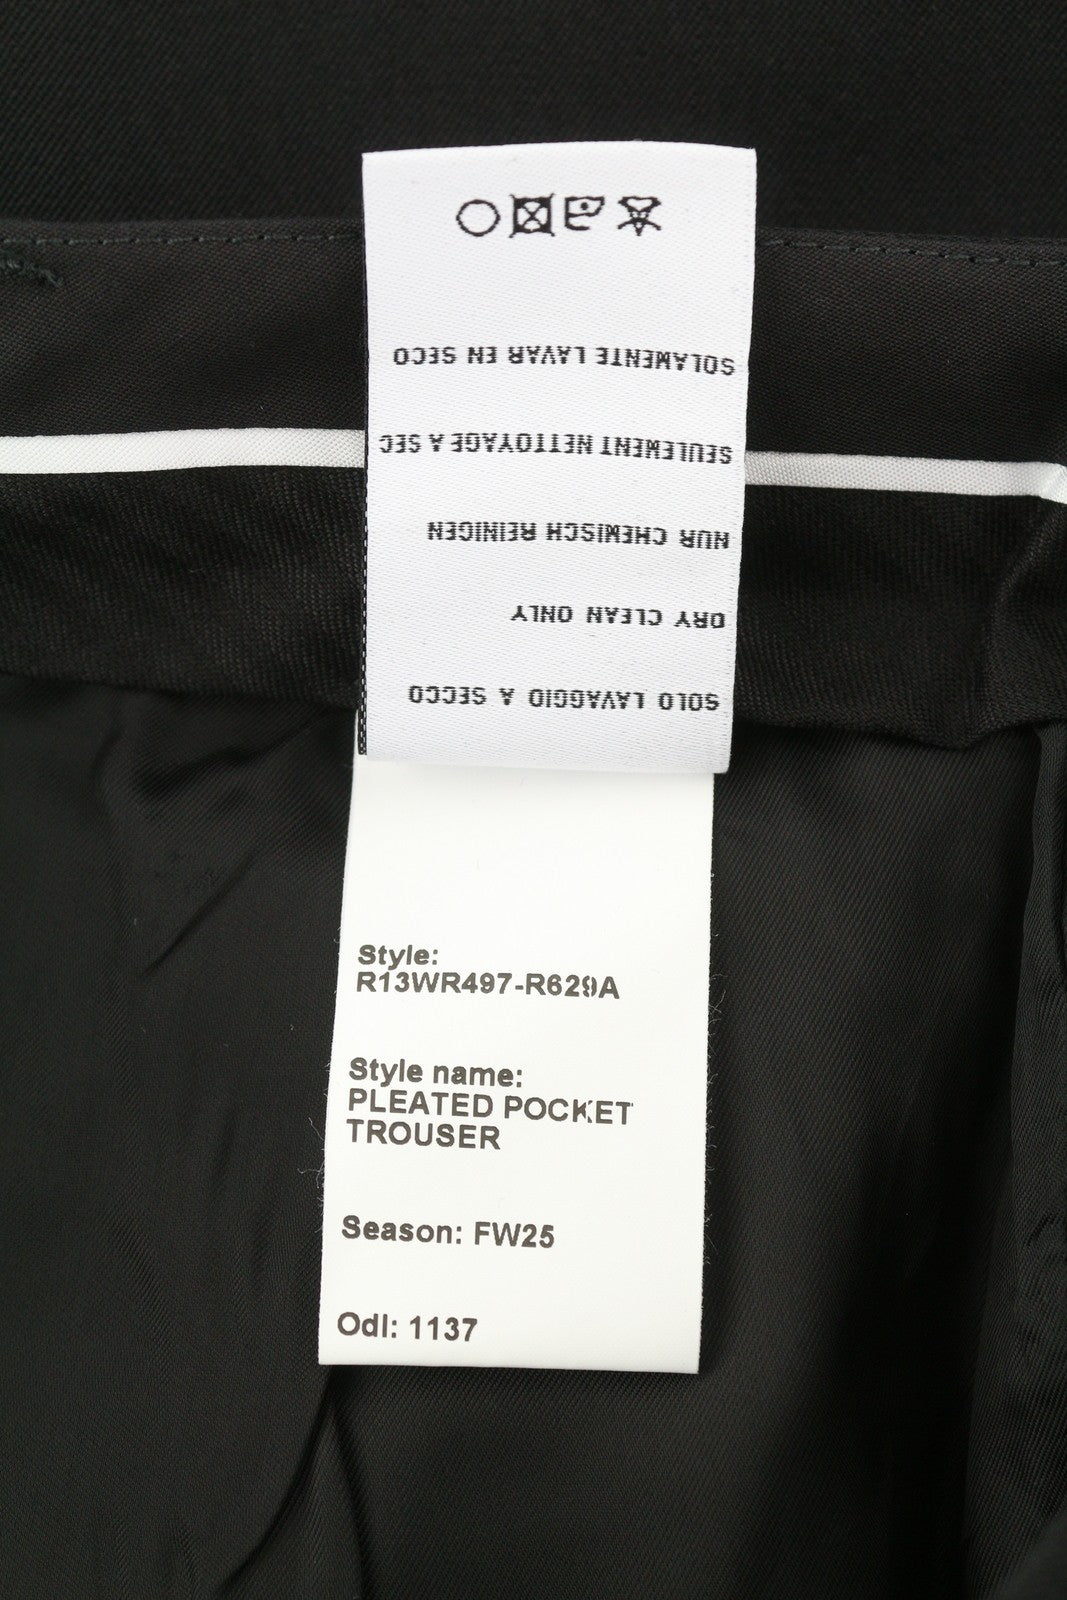 SOLO LAVAGGIO A SECCO
DRY CLEAN ONLY
NUR CHEMISCH REINIGEN
SEULEMENT NETTOYAGE A SEC
SOLAMENTE LAVAR EN SECO
Style:
R13WR497-R629A
Style name:
PLEATED POCKET
TROUSER
Season: FW25
Odl: 1137